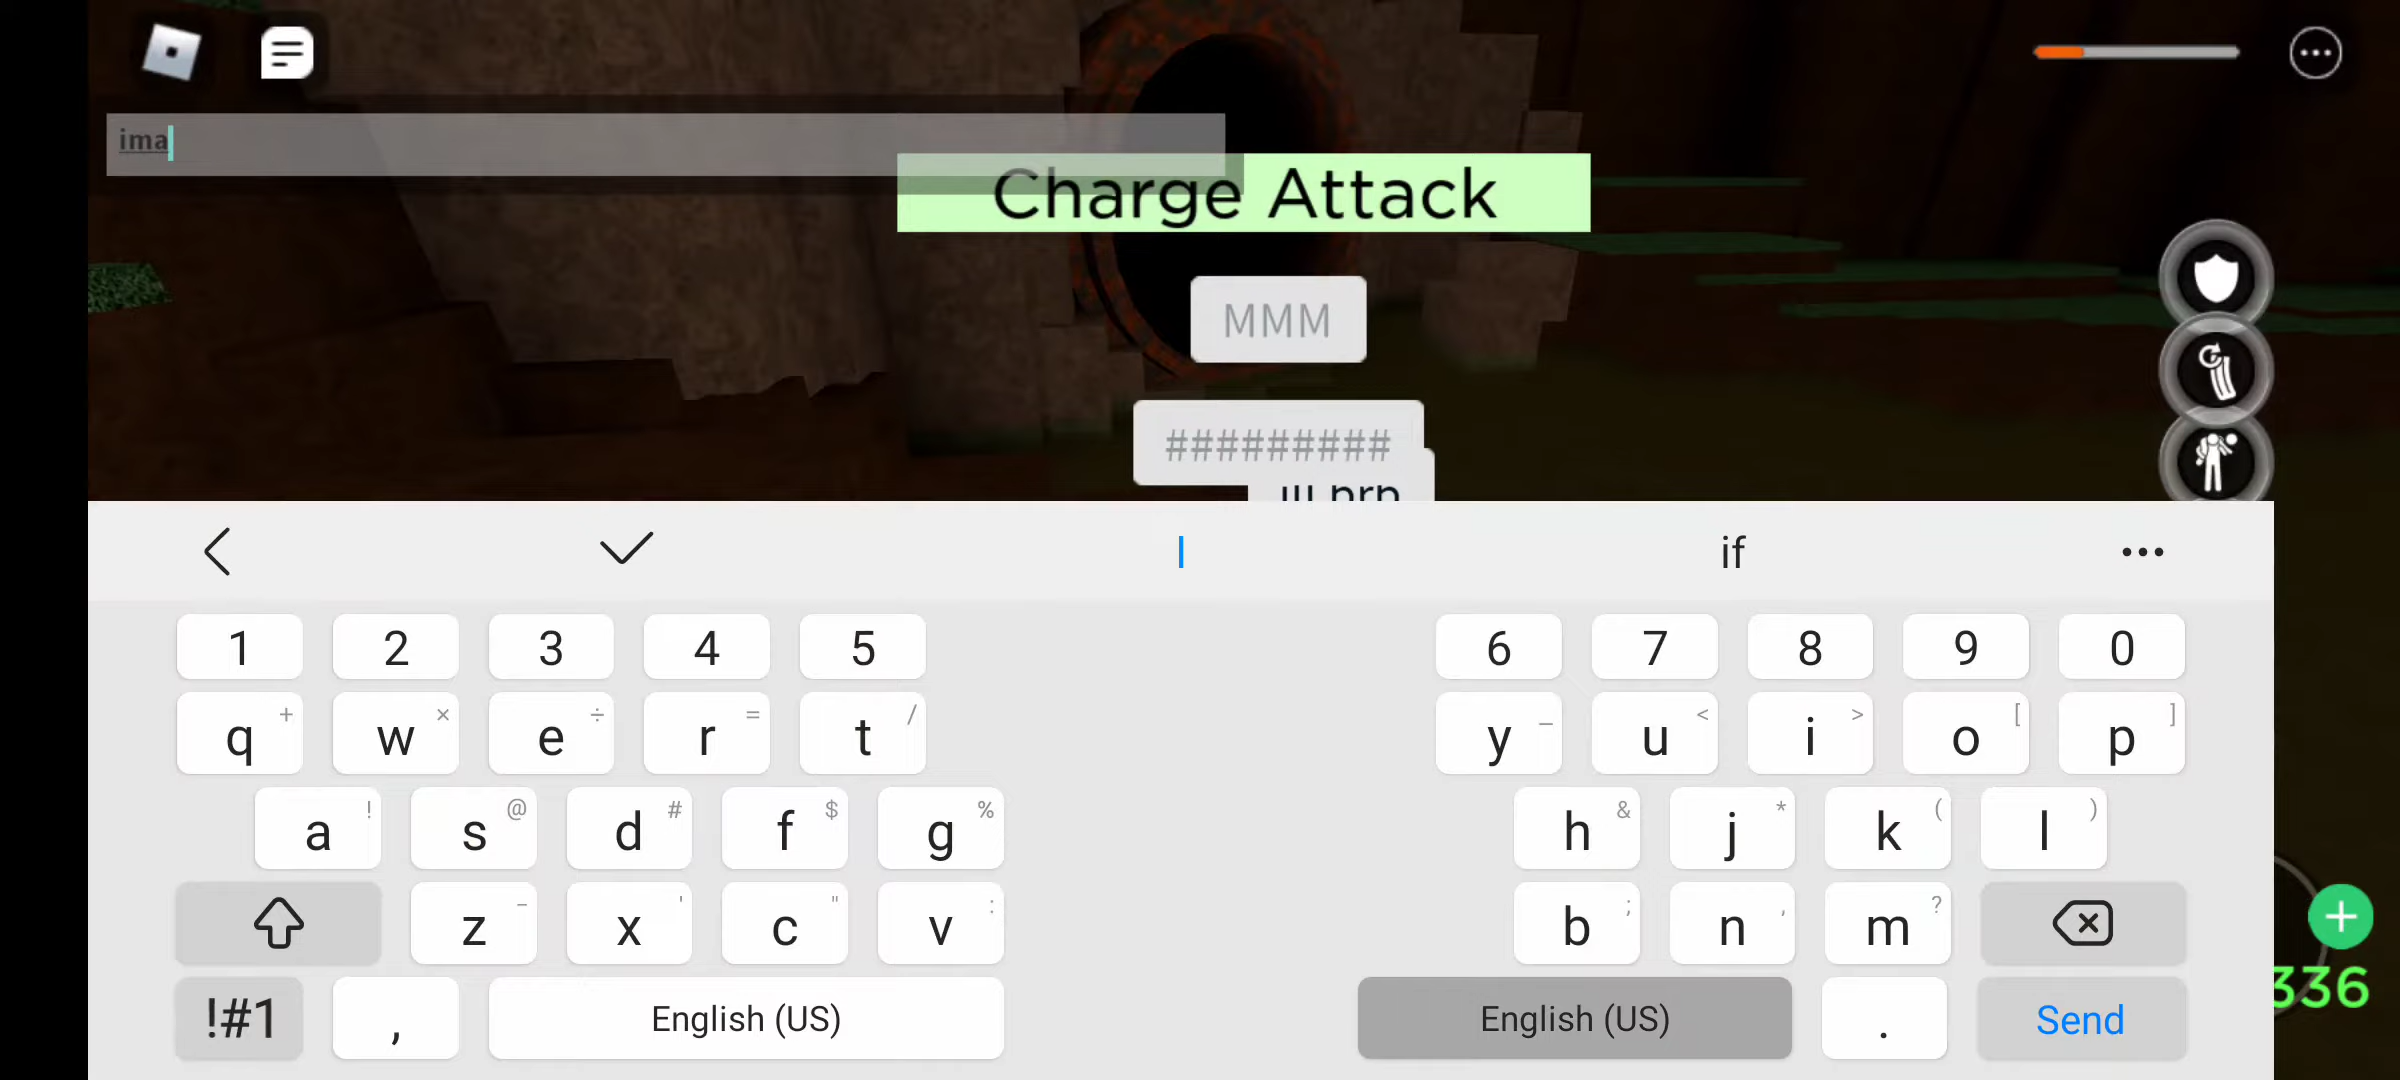 ima
Charge Attack
MMM
#########
I if
1 2 3 4 5 6 7 8 9 0
q + w × e ÷ r = t / y _ u < i > o [ p ]
a ! s @ d # f $ g % h & j * k ( l )
z - x ' c " v : b ; n , m ?
!#1 , English (US) English (US) . Send
336